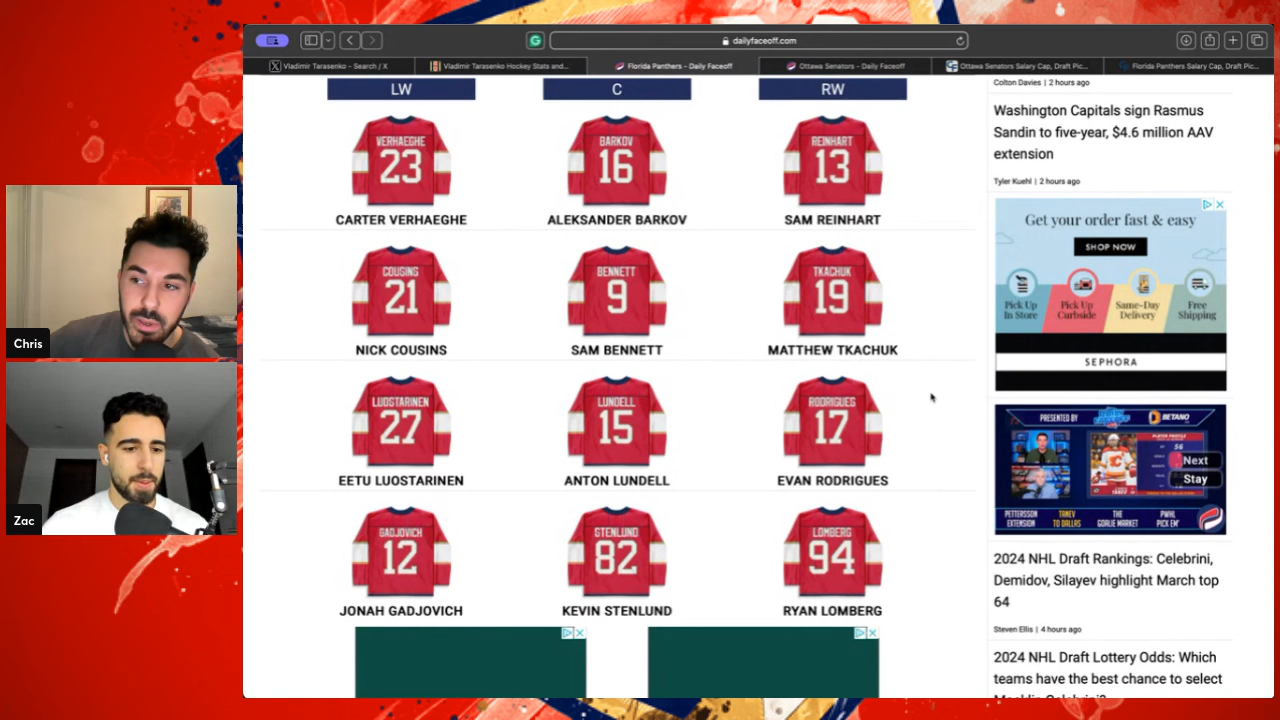 dailyfaceoff.com
Vladimir Tarasenko - Search / X
Vladimir Tarasenko Hockey Stats and...
Florida Panthers - Daily Faceoff
Ottawa Senators - Daily Faceoff
Ottawa Senators Salary Cap, Draft Pic...
Florida Panthers Salary Cap, Draft Pic...
LW
C
RW
VERHAEGHE
23
BARKOV
16
REINHART
13
CARTER VERHAEGHE
ALEKSANDER BARKOV
SAM REINHART
COUSINS
21
BENNETT
9
TKACHUK
19
NICK COUSINS
SAM BENNETT
MATTHEW TKACHUK
LUOSTARINEN
27
LUNDELL
15
RODRIGUES
17
EETU LUOSTARINEN
ANTON LUNDELL
EVAN RODRIGUES
GADJOVICH
12
STENLUND
82
LOMBERG
94
JONAH GADJOVICH
KEVIN STENLUND
RYAN LOMBERG
Colton Davies | 2 hours ago
Washington Capitals sign Rasmus
Sandin to five-year, $4.6 million AAV
extension
Tyler Kuehl | 2 hours ago
Get your order fast & easy
SHOP NOW
Pick Up
In Store
Pick Up
Curbside
Same-Day
Delivery
Free
Shipping
SEPHORA
PRESENTED BY
BETANO
PLAYER PROFILE
56
Next
Stay
PETTERSSON
EXTENSION
TANEV
TO DALLAS
THE
GOALIE MARKET
PWHL
PICK EM'
2024 NHL Draft Rankings: Celebrini,
Demidov, Silayev highlight March top
64
Steven Ellis | 4 hours ago
2024 NHL Draft Lottery Odds: Which
teams have the best chance to select
Macklin Celebrini?
Chris
Zac